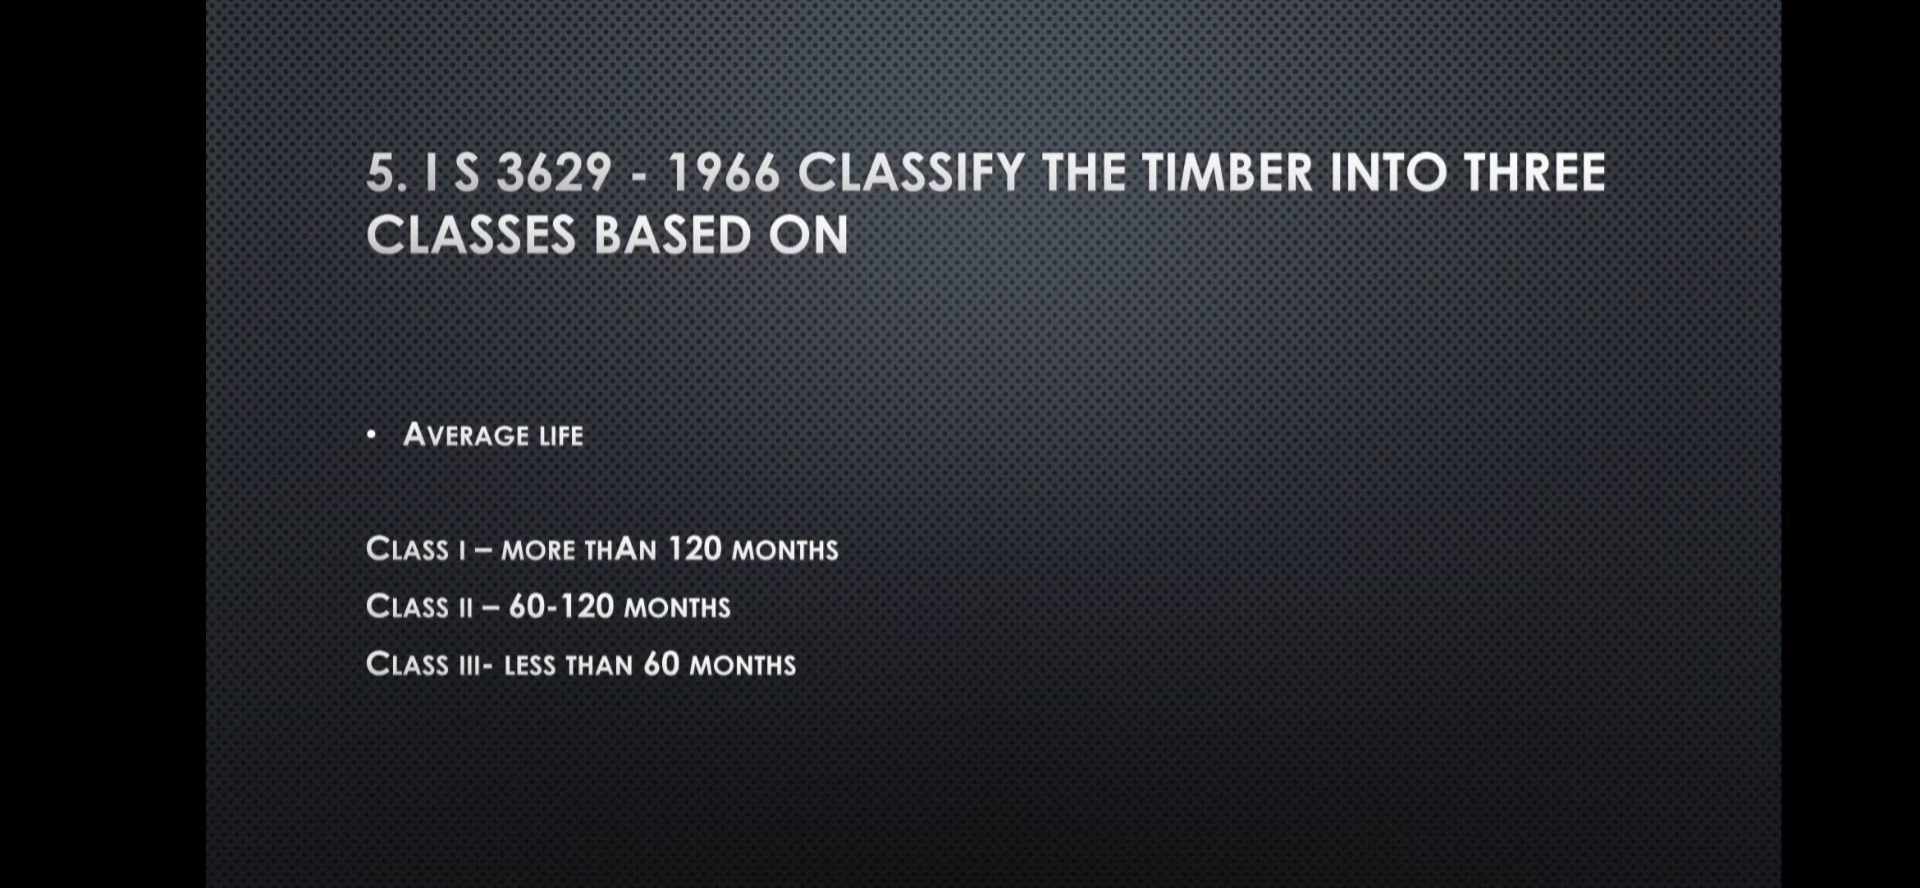 5. I S 3629 - 1966 CLASSIFY THE TIMBER INTO THREE
CLASSES BASED ON
• AVERAGE LIFE
CLASS I – MORE THAN 120 MONTHS
CLASS II – 60-120 MONTHS
CLASS III- LESS THAN 60 MONTHS